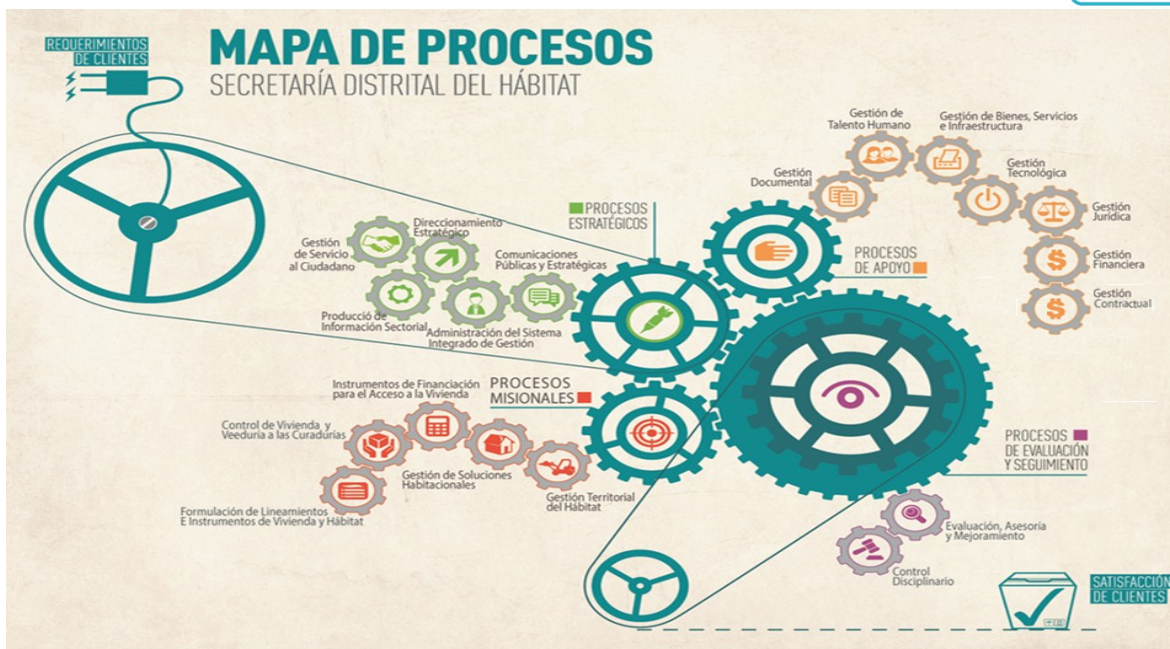 REQUERIMIENTOS
DE CLIENTES
MAPA DE PROCESOS
SECRETARÍA DISTRITAL DEL HÁBITAT
Gestión de
Talento Humano
Gestión de Bienes, Servicios
e Infraestructura
Gestión
Documental
Gestión
Tecnológica
Gestión
Jurídica
Gestión
Financiera
Gestión
Contractual
PROCESOS
DE APOYO
PROCESOS
ESTRATÉGICOS
Direccionamiento
Estratégico
Gestión
de Servicio
al Ciudadano
Comunicaciones
Públicas y Estratégicas
Producció de
Información Sectorial
Administración del Sistema
Integrado de Gestión
PROCESOS
MISIONALES
Instrumentos de Financiación
para el Acceso a la Vivienda
Control de Vivienda y
Veeduría a las Curadurías
Gestión de Soluciones
Habitacionales
Gestión Territorial
del Hábitat
Formulación de Lineamientos
E Instrumentos de Vivienda y Hábitat
PROCESOS
DE EVALUACIÓN
Y SEGUIMIENTO
Evaluación, Asesoría
y Mejoramiento
Control
Disciplinario
SATISFACCIÓN
DE CLIENTES